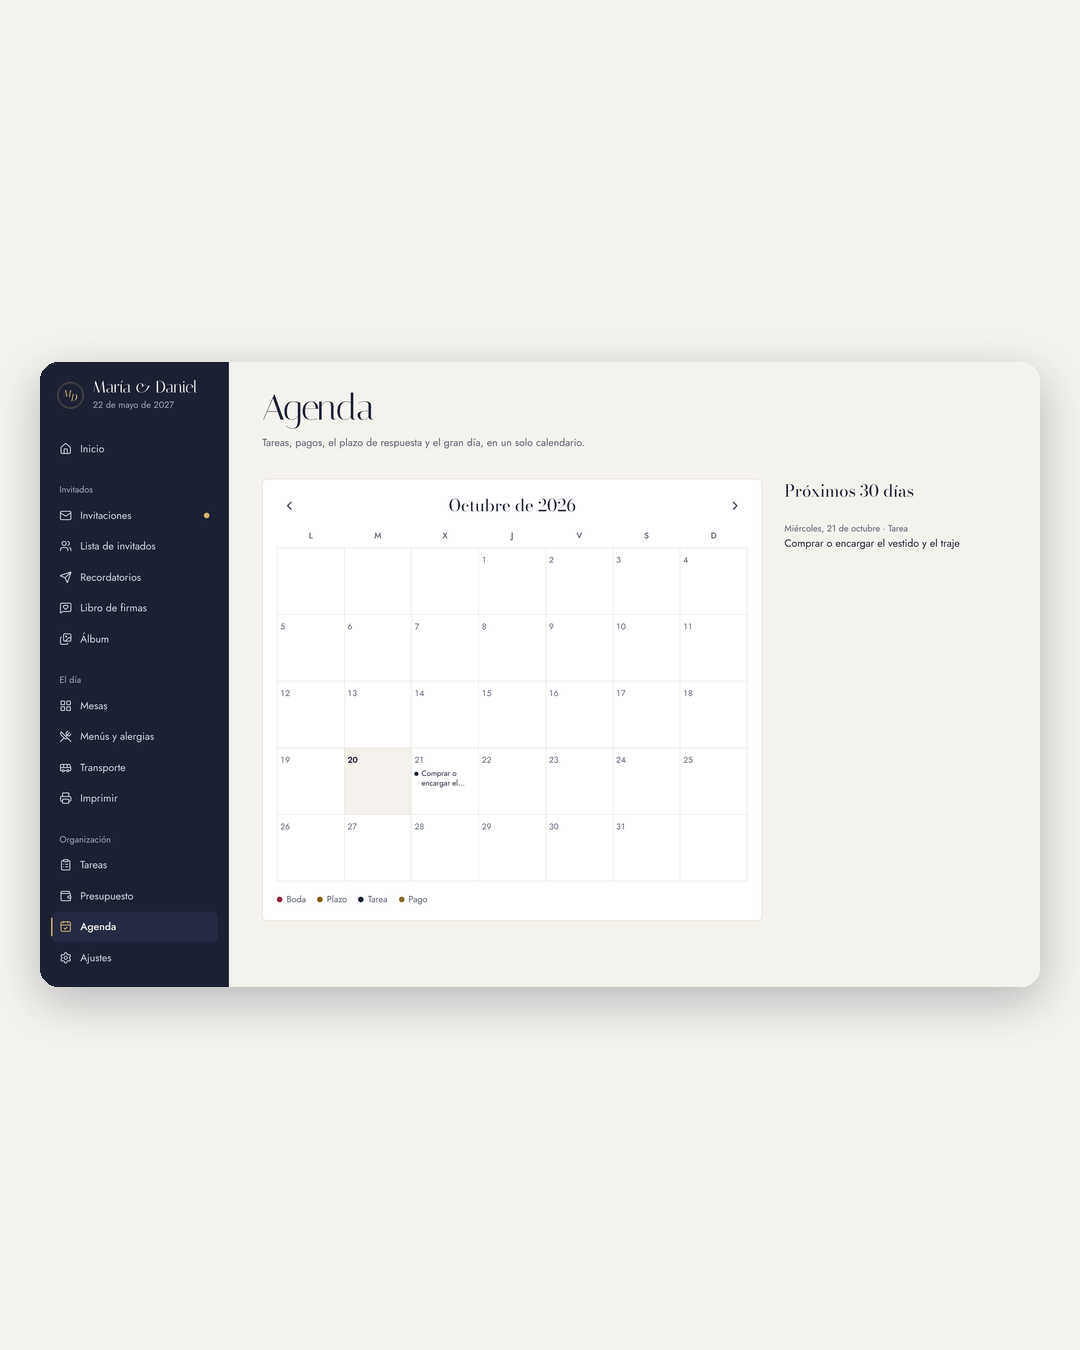 MD
María & Daniel
22 de mayo de 2027
Inicio
Invitados
Invitaciones
Lista de invitados
Recordatorios
Libro de firmas
Álbum
El día
Mesas
Menús y alergias
Transporte
Imprimir
Organización
Tareas
Presupuesto
Agenda
Ajustes
Agenda
Tareas, pagos, el plazo de respuesta y el gran día, en un solo calendario.
Octubre de 2026
L M X J V S D
1 2 3 4
5 6 7 8 9 10 11
12 13 14 15 16 17 18
19 20 21 22 23 24 25
Comprar o
encargar el...
26 27 28 29 30 31
Boda Plazo Tarea Pago
Próximos 30 días
Miércoles, 21 de octubre · Tarea
Comprar o encargar el vestido y el traje